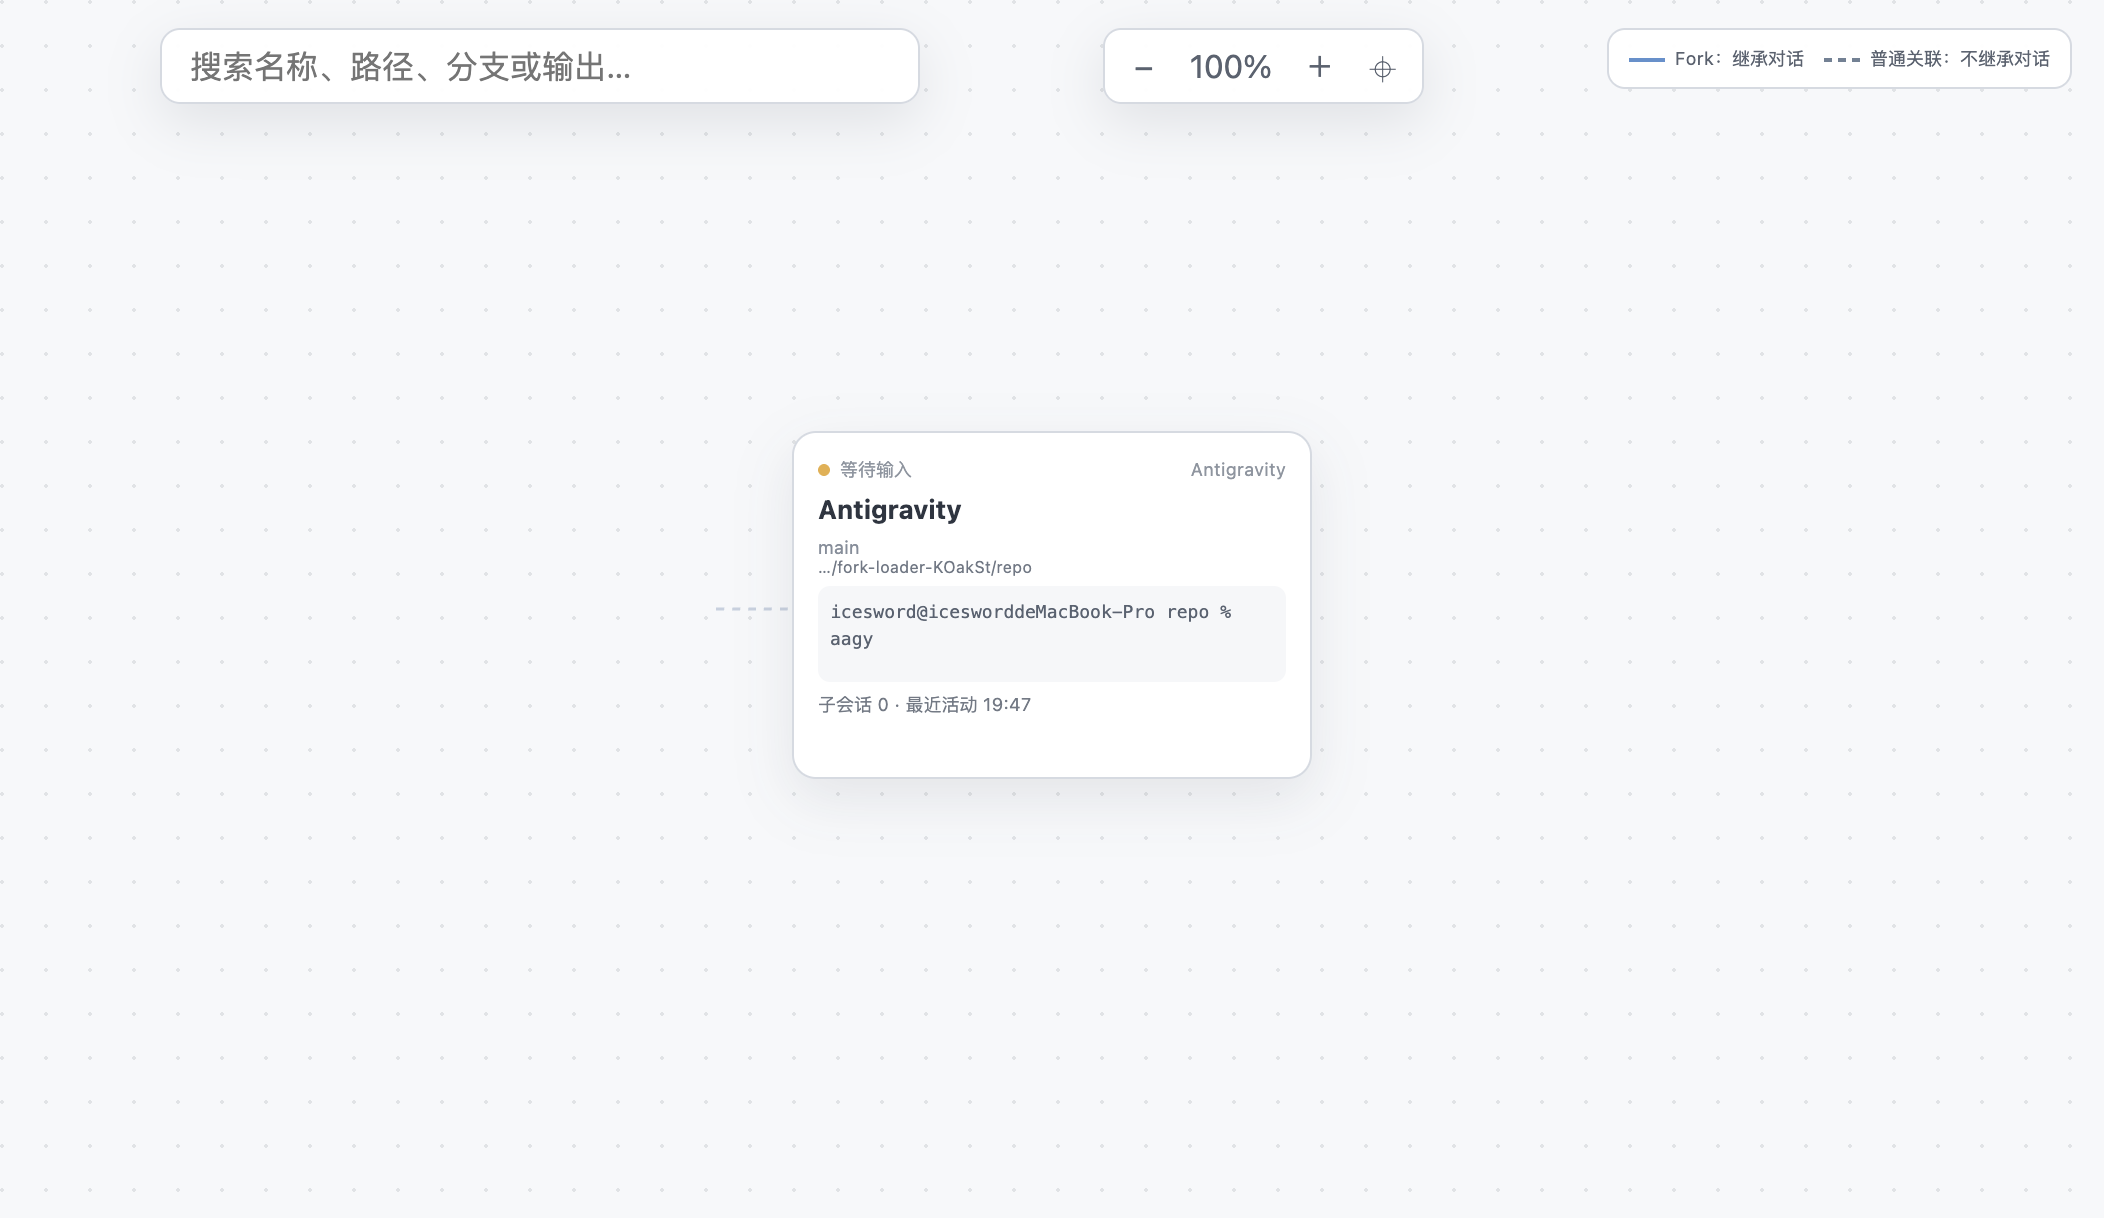 搜索名称、路径、分支或输出...
− 100% +
Fork：继承对话 普通关联：不继承对话
等待输入 Antigravity
Antigravity
main
.../fork-loader-KOakSt/repo
icesword@iceswordde​MacBook-Pro repo %
aagy
子会话 0 · 最近活动 19:47